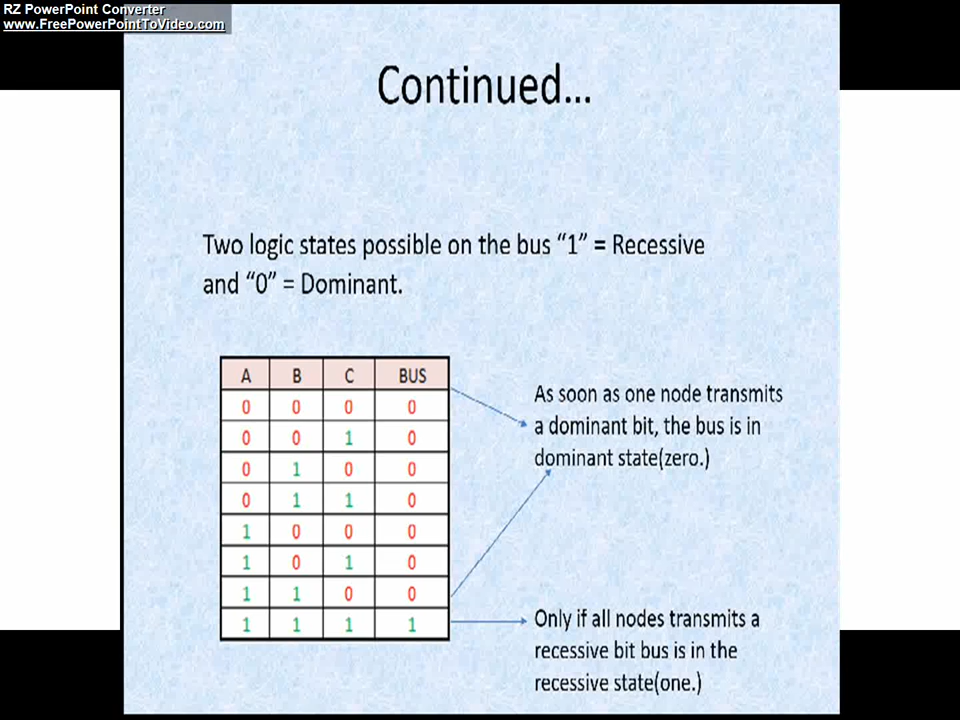 RZ PowerPoint Converter
www.FreePowerPointToVideo.com
Continued...
Two logic states possible on the bus “1” = Recessive
and “0” = Dominant.
A B C BUS
0 0 0 0
0 0 1 0
0 1 0 0
0 1 1 0
1 0 0 0
1 0 1 0
1 1 0 0
1 1 1 1
As soon as one node transmits
a dominant bit, the bus is in
dominant state(zero.)
Only if all nodes transmits a
recessive bit bus is in the
recessive state(one.)